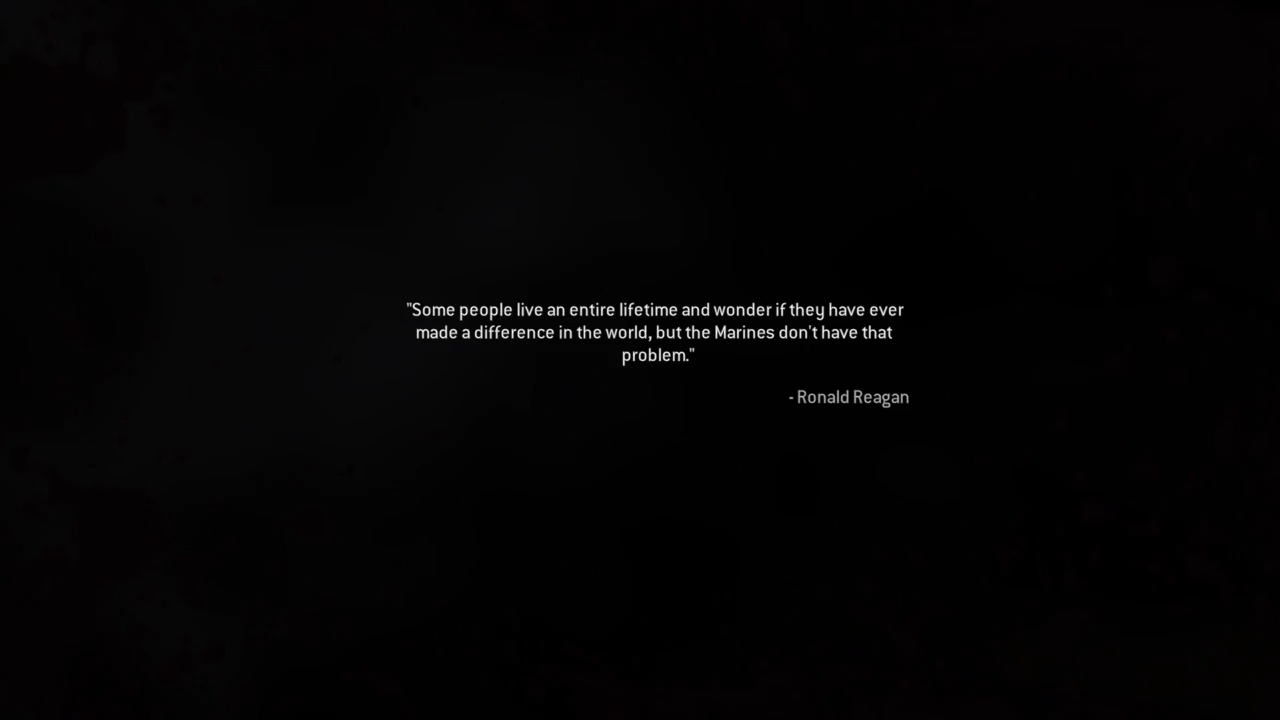 "Some people live an entire lifetime and wonder if they have ever
made a difference in the world, but the Marines don't have that
problem."
- Ronald Reagan